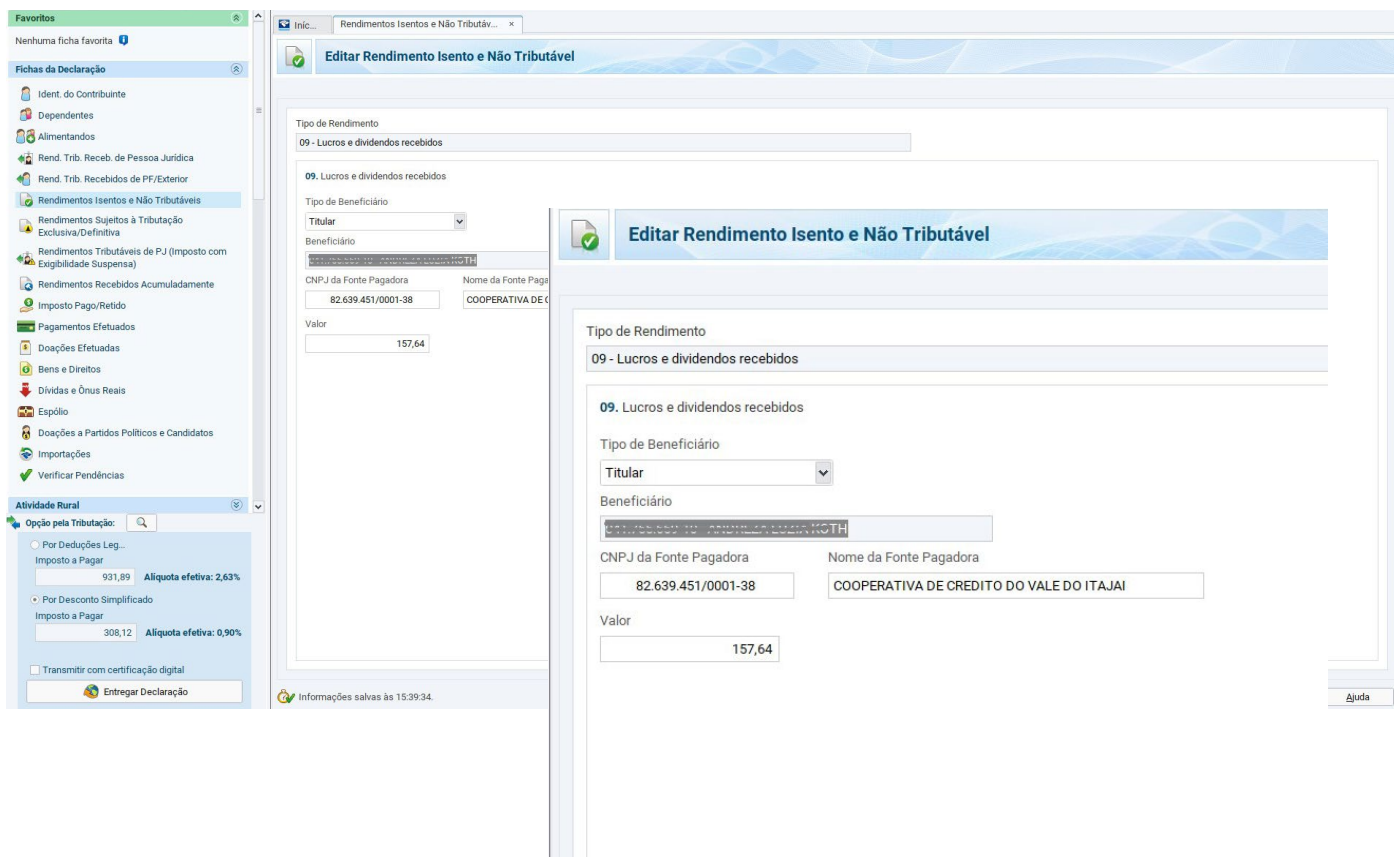 Favoritos
Nenhuma ficha favorita
Fichas da Declaração
Ident. do Contribuinte
Dependentes
Alimentandos
Rend. Trib. Receb. de Pessoa Jurídica
Rend. Trib. Recebidos de PF/Exterior
Rendimentos Isentos e Não Tributáveis
Rendimentos Sujeitos à Tributação
Exclusiva/Definitiva
Rendimentos Tributáveis de PJ (Imposto com
Exigibilidade Suspensa)
Rendimentos Recebidos Acumuladamente
Imposto Pago/Retido
Pagamentos Efetuados
Doações Efetuadas
Bens e Direitos
Dívidas e Ônus Reais
Espólio
Doações a Partidos Políticos e Candidatos
Importações
Verificar Pendências
Atividade Rural
Opção pela Tributação:
Por Deduções Leg...
Imposto a Pagar
931,89 Alíquota efetiva: 2,63%
Por Desconto Simplificado
Imposto a Pagar
308,12 Alíquota efetiva: 0,90%
Transmitir com certificação digital
Entregar Declaração
Iníc...
Rendimentos Isentos e Não Tributáv... ×
Editar Rendimento Isento e Não Tributável
Tipo de Rendimento
09 - Lucros e dividendos recebidos
09. Lucros e dividendos recebidos
Tipo de Beneficiário
Titular
Beneficiário
CNPJ da Fonte Pagadora Nome da Fonte Paga
82.639.451/0001-38 COOPERATIVA DE C
Valor
157,64
Informações salvas às 15:39:34.
Ajuda
Editar Rendimento Isento e Não Tributável
Tipo de Rendimento
09 - Lucros e dividendos recebidos
09. Lucros e dividendos recebidos
Tipo de Beneficiário
Titular
Beneficiário
CNPJ da Fonte Pagadora Nome da Fonte Pagadora
82.639.451/0001-38 COOPERATIVA DE CREDITO DO VALE DO ITAJAI
Valor
157,64